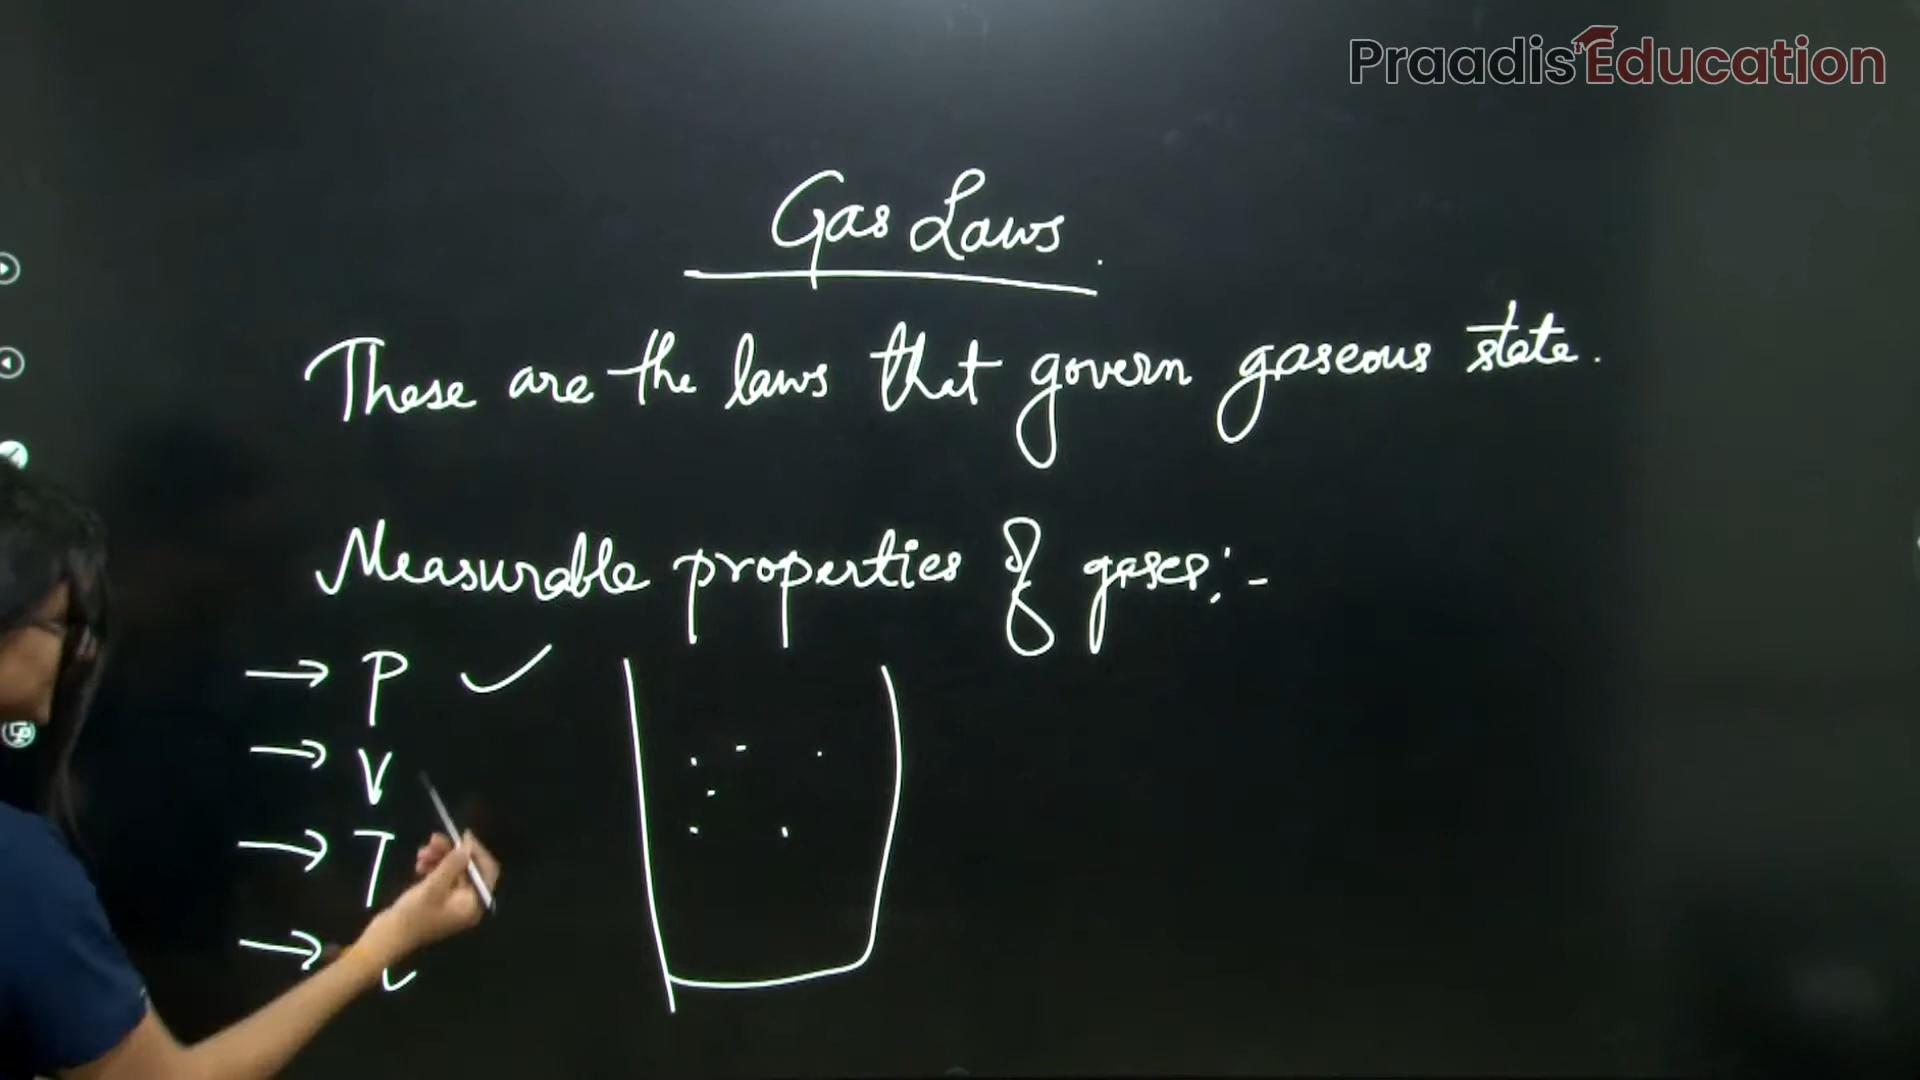 Praadis Education
Gas Laws.
These are the laws that govern gaseous state.
Measurable properties of gases:-
→ P ✓
→ V
→ T
→